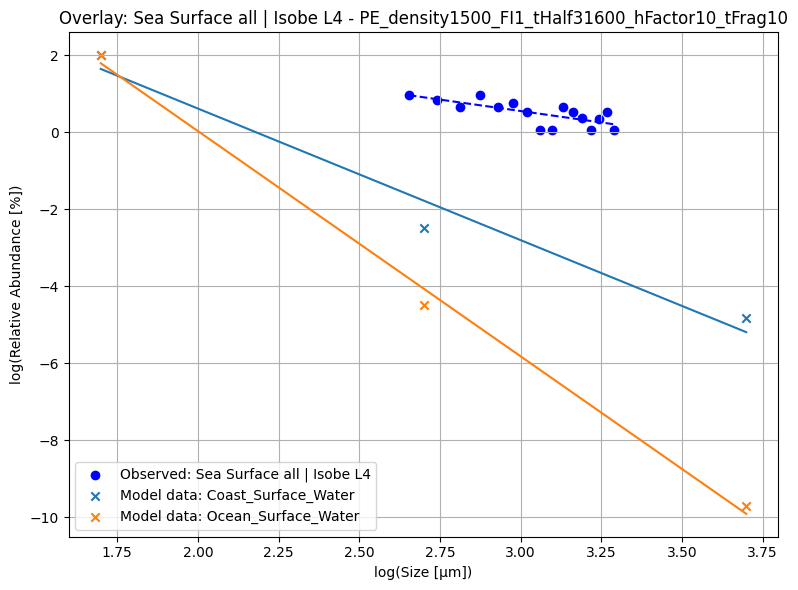 Overlay: Sea Surface all | Isobe L4 - PE_density1500_FI1_tHalf31600_hFactor10_tFrag10
2
0
−2
−4
−6
−8
−10
log(Relative Abundance [%])
Observed: Sea Surface all | Isobe L4
Model data: Coast_Surface_Water
Model data: Ocean_Surface_Water
1.75 2.00 2.25 2.50 2.75 3.00 3.25 3.50 3.75
log(Size [μm])